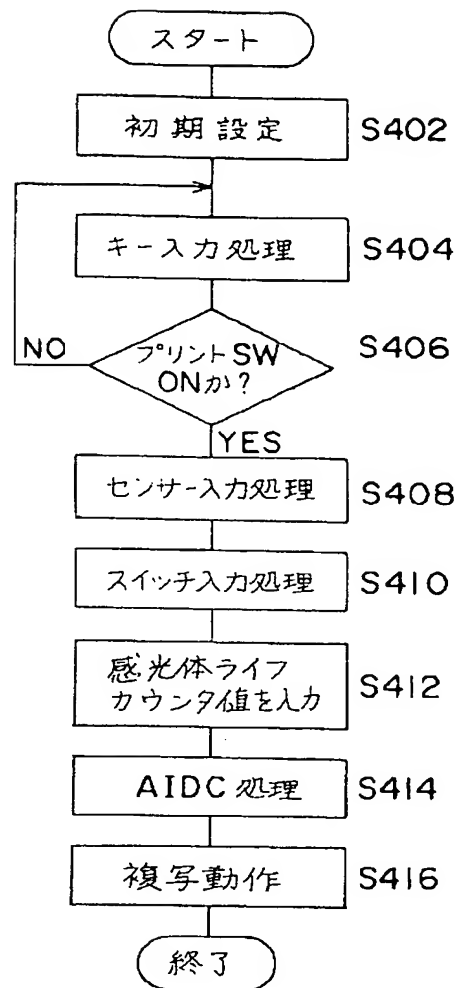 スタート
初期設定 S402
キー入力処理 S404
プリントSW S406
ONか?
NO
YES
センサー入力処理 S408
スイッチ入力処理 S410
感光体ライフ
カウンタ値を入力 S412
AIDC処理 S414
複写動作 S416
終了